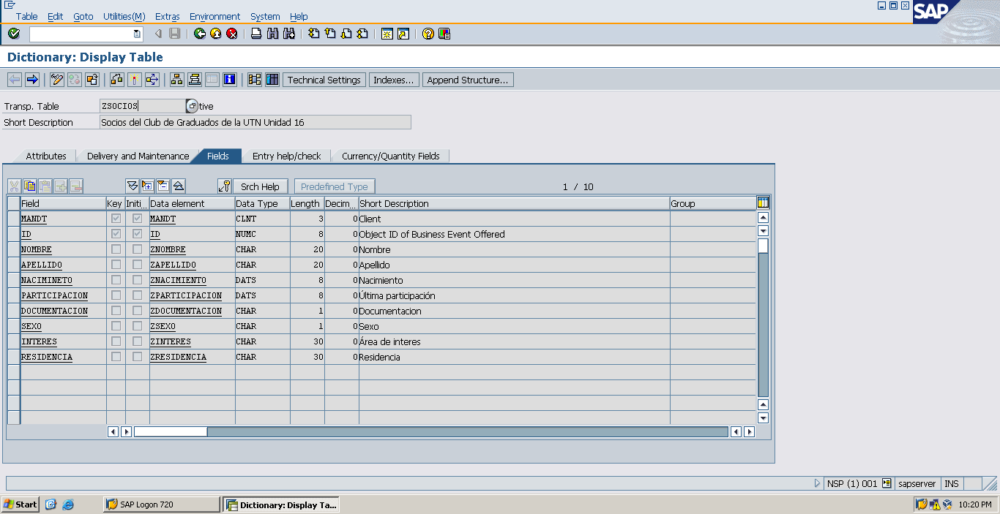 Table Edit Goto Utilities(M) Extras Environment System Help
SAP
Dictionary: Display Table
Technical Settings Indexes... Append Structure...
Transp. Table ZSOCIOS tive
Short Description Socios del Club de Graduados de la UTN Unidad 16
Attributes Delivery and Maintenance Fields Entry help/check Currency/Quantity Fields
Srch Help Predefined Type 1 / 10
Field Key Initi... Data element Data Type Length Decim... Short Description Group
MANDT MANDT CLNT 3 0 Client
ID ID NUMC 8 0 Object ID of Business Event Offered
NOMBRE ZNOMBRE CHAR 20 0 Nombre
APELLIDO ZAPELLIDO CHAR 20 0 Apellido
NACIMINETO ZNACIMIENTO DATS 8 0 Nacimiento
PARTICIPACION ZPARTICIPACION DATS 8 0 Última participación
DOCUMENTACION ZDOCUMENTACION CHAR 1 0 Documentacion
SEXO ZSEXO CHAR 1 0 Sexo
INTERES ZINTERES CHAR 30 0 Área de interes
RESIDENCIA ZRESIDENCIA CHAR 30 0 Residencia
NSP (1) 001 sapserver INS
Start SAP Logon 720 Dictionary: Display Ta... 10:20 PM